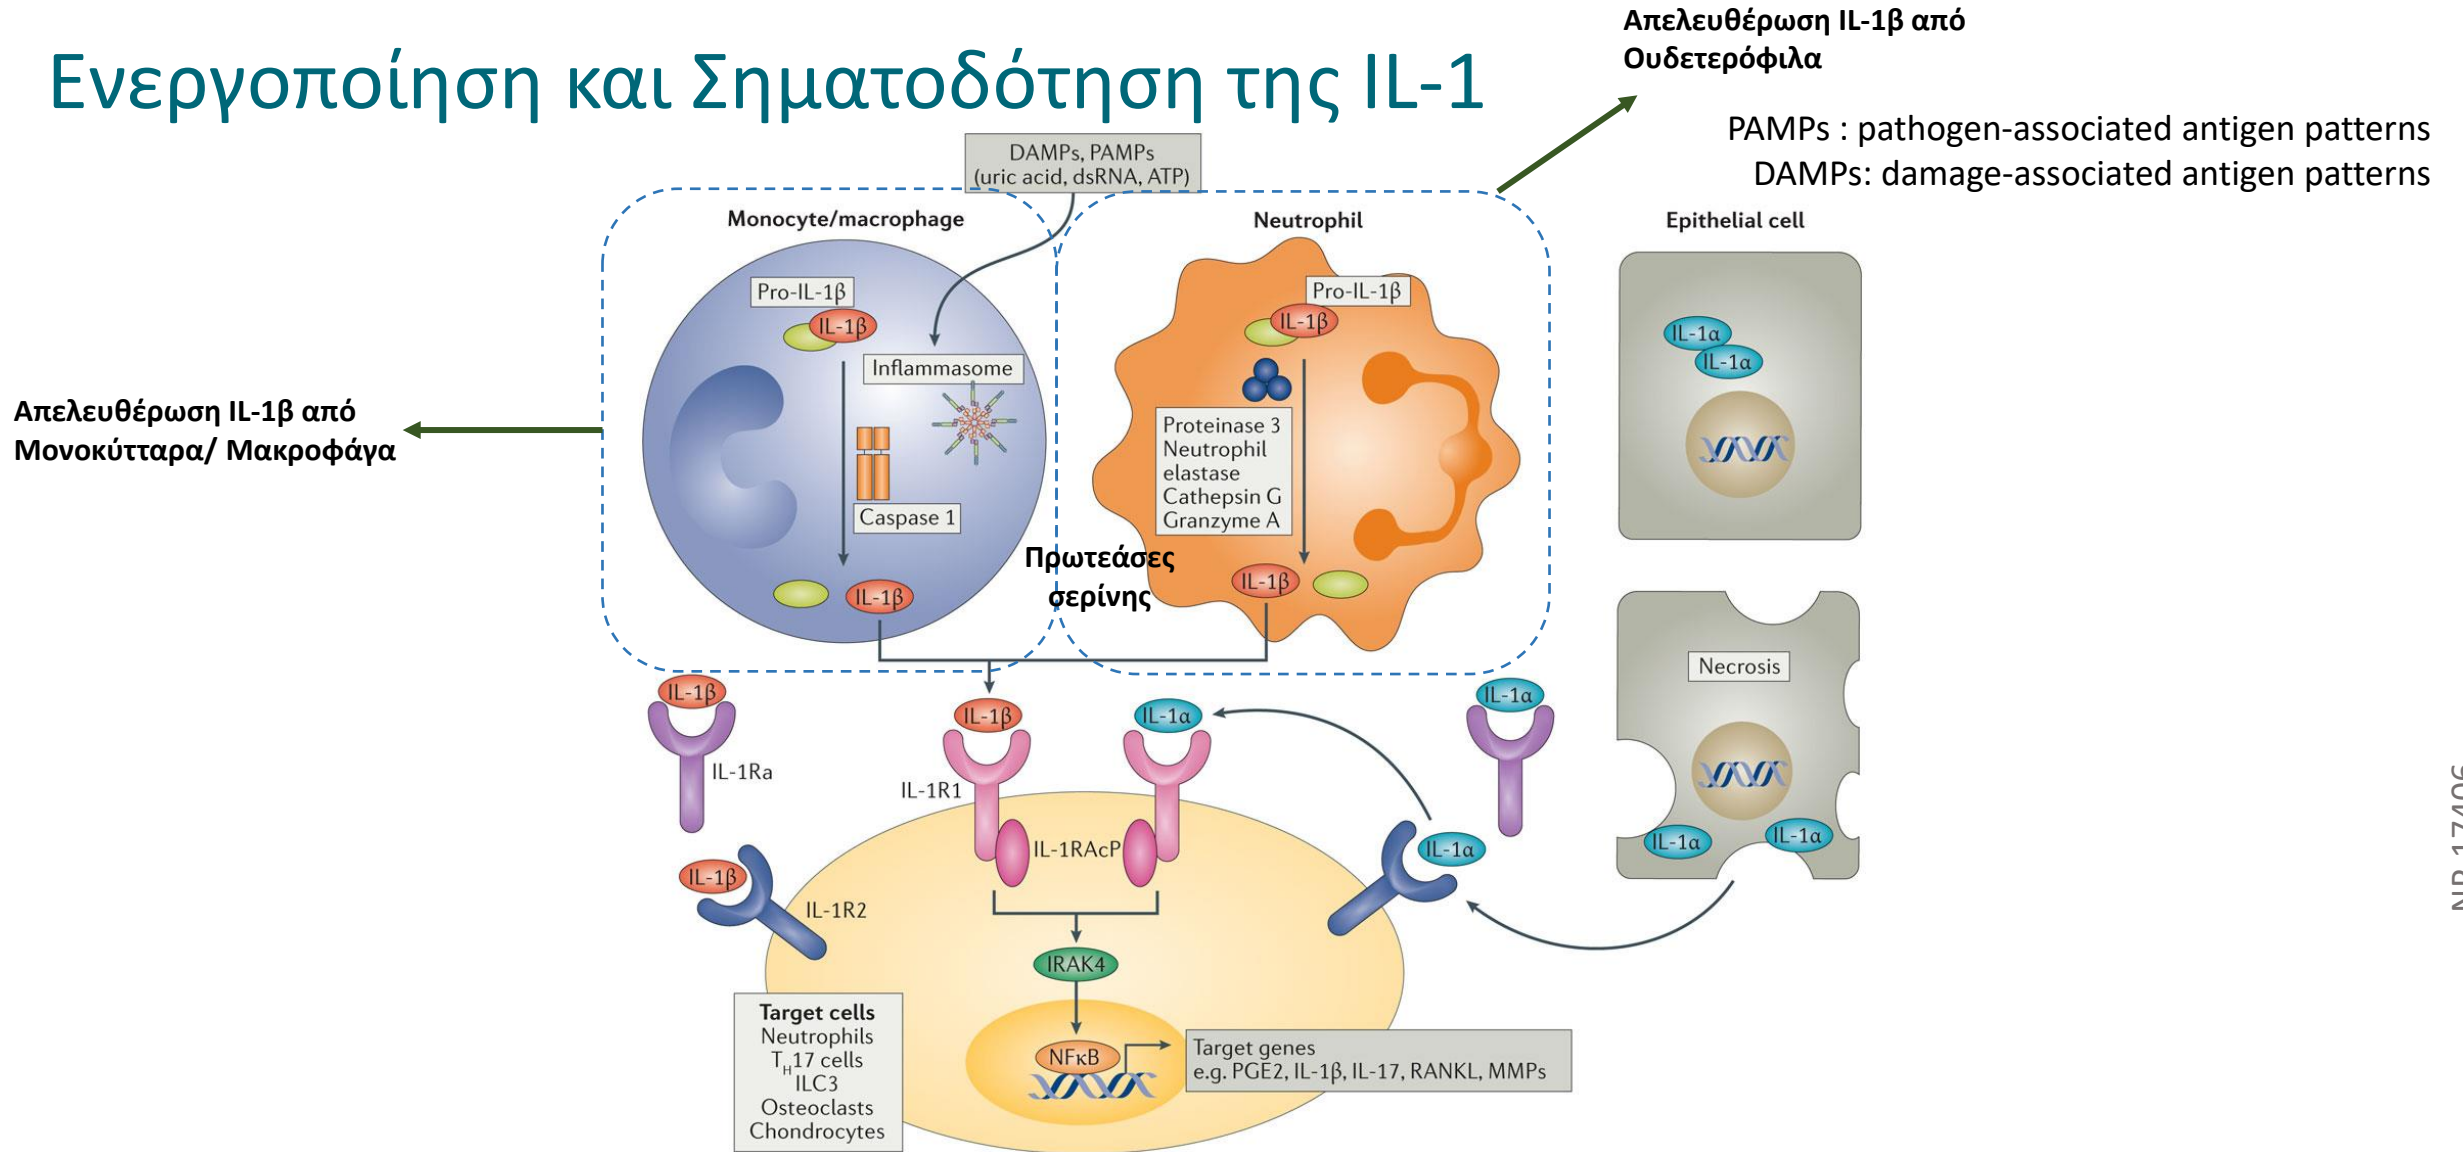 Απελευθέρωση IL-1β από
Ουδετερόφιλα
Ενεργοποίηση και Σηματοδότηση της IL-1
PAMPs : pathogen-associated antigen patterns
DAMPs: damage-associated antigen patterns
DAMPs, PAMPs
(uric acid, dsRNA, ATP)
Monocyte/macrophage
Neutrophil
Epithelial cell
Pro-IL-1β
IL-1β
Inflammasome
Caspase 1
IL-1β
Απελευθέρωση IL-1β από
Μονοκύτταρα/ Μακροφάγα
Pro-IL-1β
IL-1β
Proteinase 3
Neutrophil
elastase
Cathepsin G
Granzyme A
Πρωτεάσες
σερίνης
IL-1β
IL-1α
IL-1α
Necrosis
IL-1α
IL-1α
IL-1β
IL-1Ra
IL-1β
IL-1R1
IL-1α
IL-1α
IL-1RAcP
IL-1α
IL-1β
IL-1R2
IRAK4
NFκB
Target genes
e.g. PGE2, IL-1β, IL-17, RANKL, MMPs
Target cells
Neutrophils
TH17 cells
ILC3
Osteoclasts
Chondrocytes